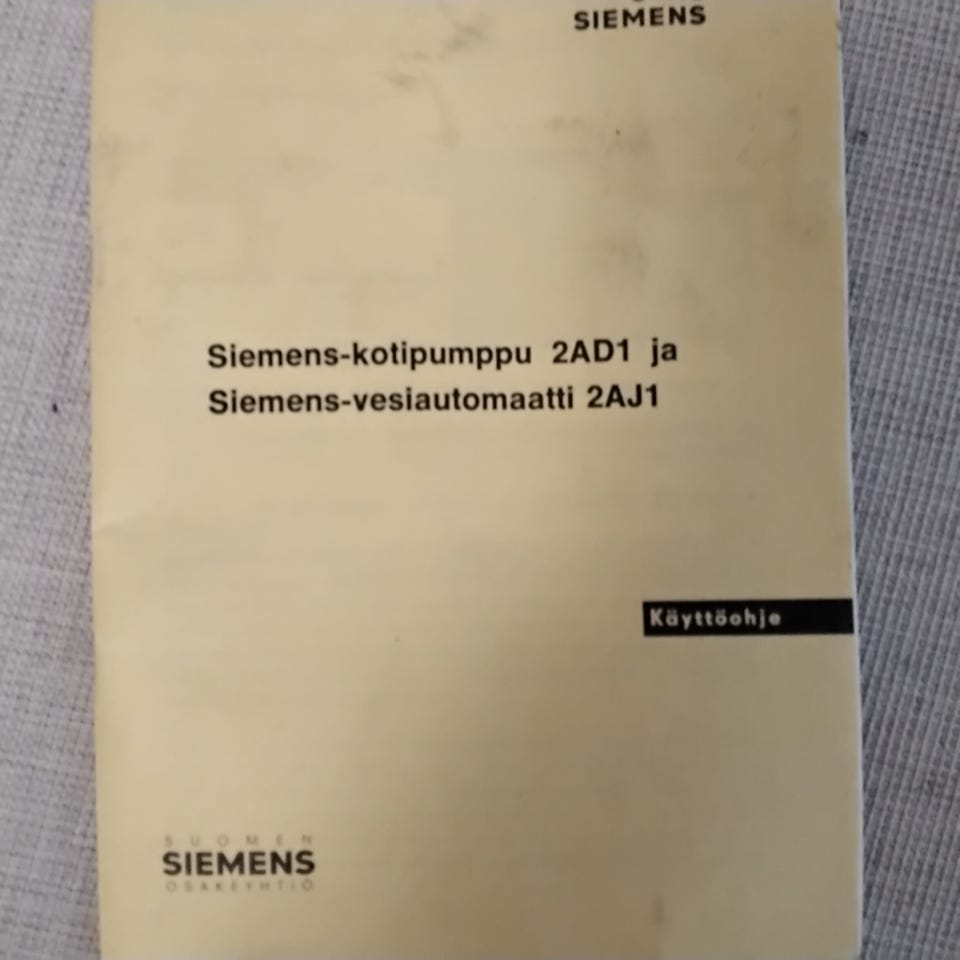 SIEMENS
Siemens-kotipumppu 2AD1 ja
Siemens-vesiautomaatti 2AJ1
Käyttöohje
SUOMEN
SIEMENS
OSAKEYHTIÖ